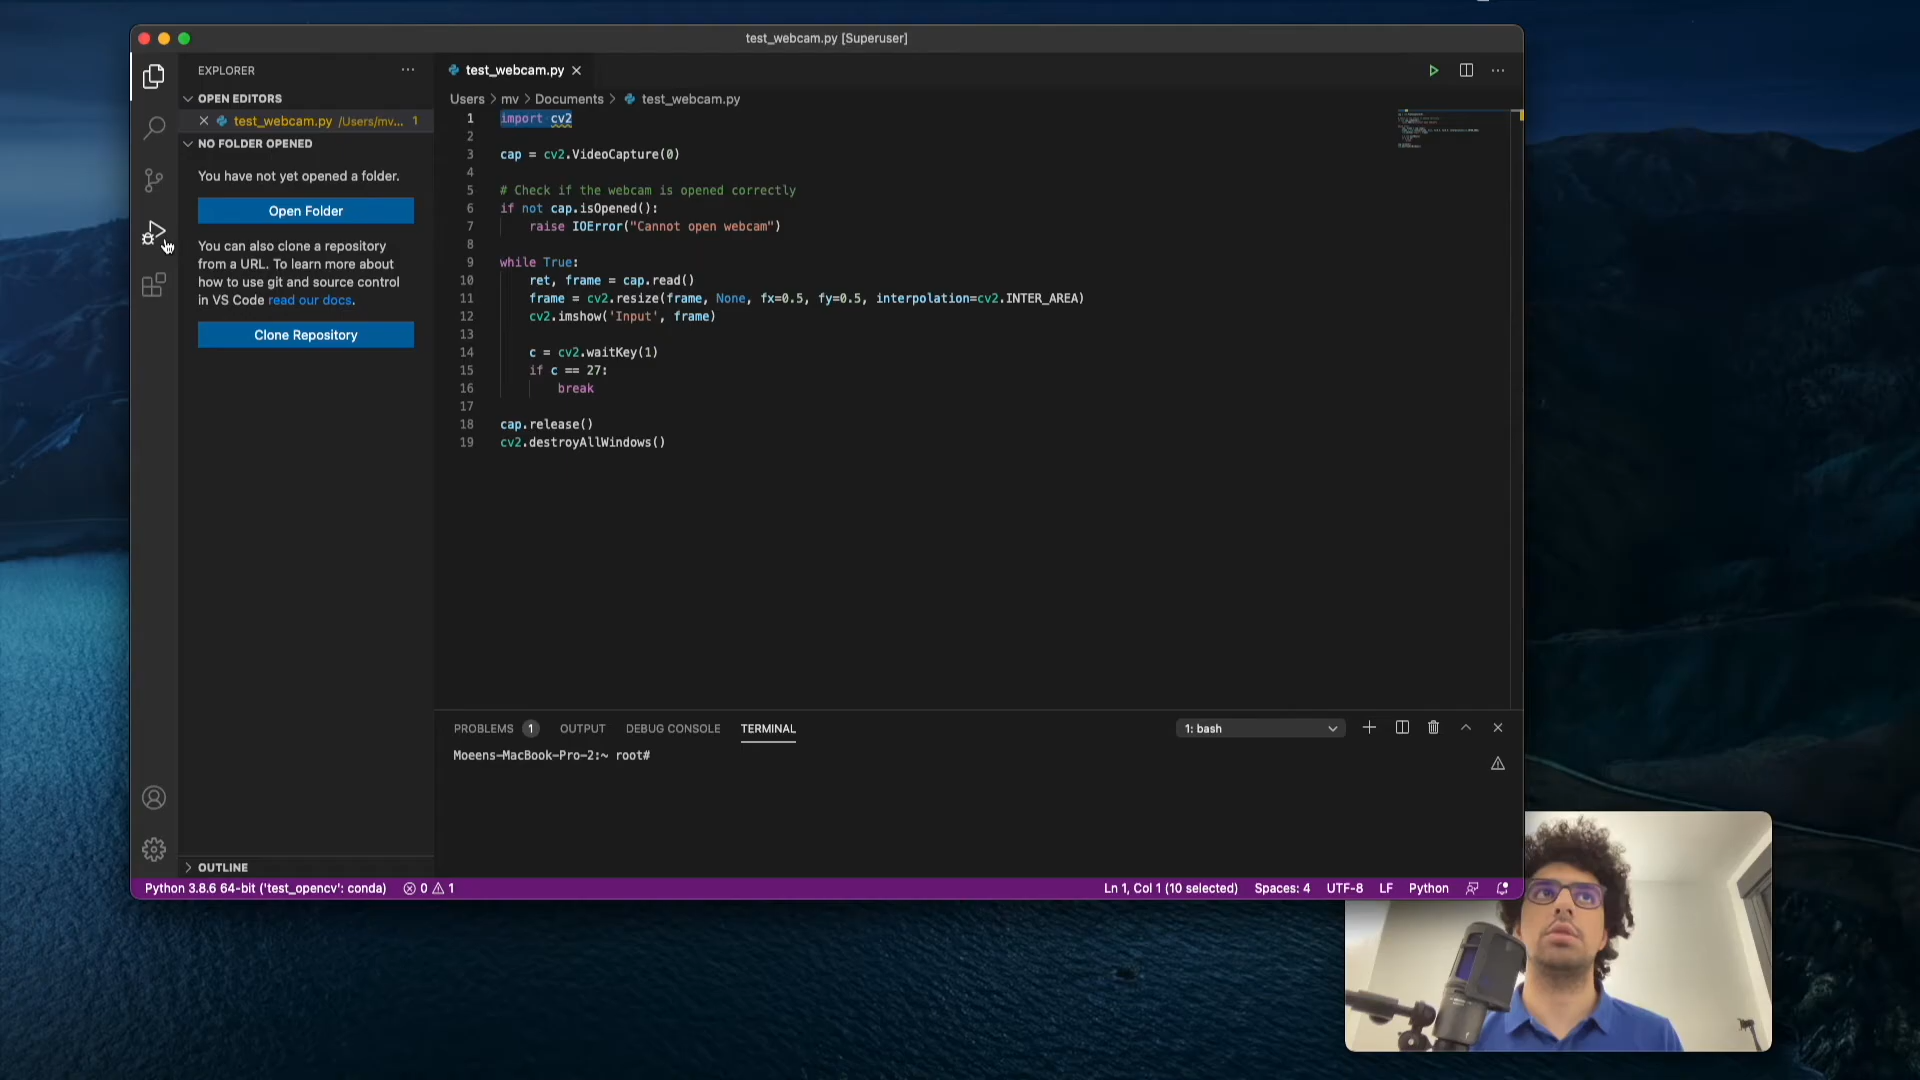 test_webcam.py [Superuser]
EXPLORER
OPEN EDITORS
test_webcam.py /Users/mv... 1
NO FOLDER OPENED
You have not yet opened a folder.
Open Folder
You can also clone a repository
from a URL. To learn more about
how to use git and source control
in VS Code read our docs.
Clone Repository
OUTLINE
test_webcam.py
Users > mv > Documents > test_webcam.py
1 import cv2
2
3 cap = cv2.VideoCapture(0)
4
5 # Check if the webcam is opened correctly
6 if not cap.isOpened():
7 raise IOError("Cannot open webcam")
8
9 while True:
10 ret, frame = cap.read()
11 frame = cv2.resize(frame, None, fx=0.5, fy=0.5, interpolation=cv2.INTER_AREA)
12 cv2.imshow('Input', frame)
13
14 c = cv2.waitKey(1)
15 if c == 27:
16 break
17
18 cap.release()
19 cv2.destroyAllWindows()
PROBLEMS 1 OUTPUT DEBUG CONSOLE TERMINAL 1: bash
Moeens-MacBook-Pro-2:~ root#
Python 3.8.6 64-bit ('test_opencv': conda) 0 1 Ln 1, Col 1 (10 selected) Spaces: 4 UTF-8 LF Python